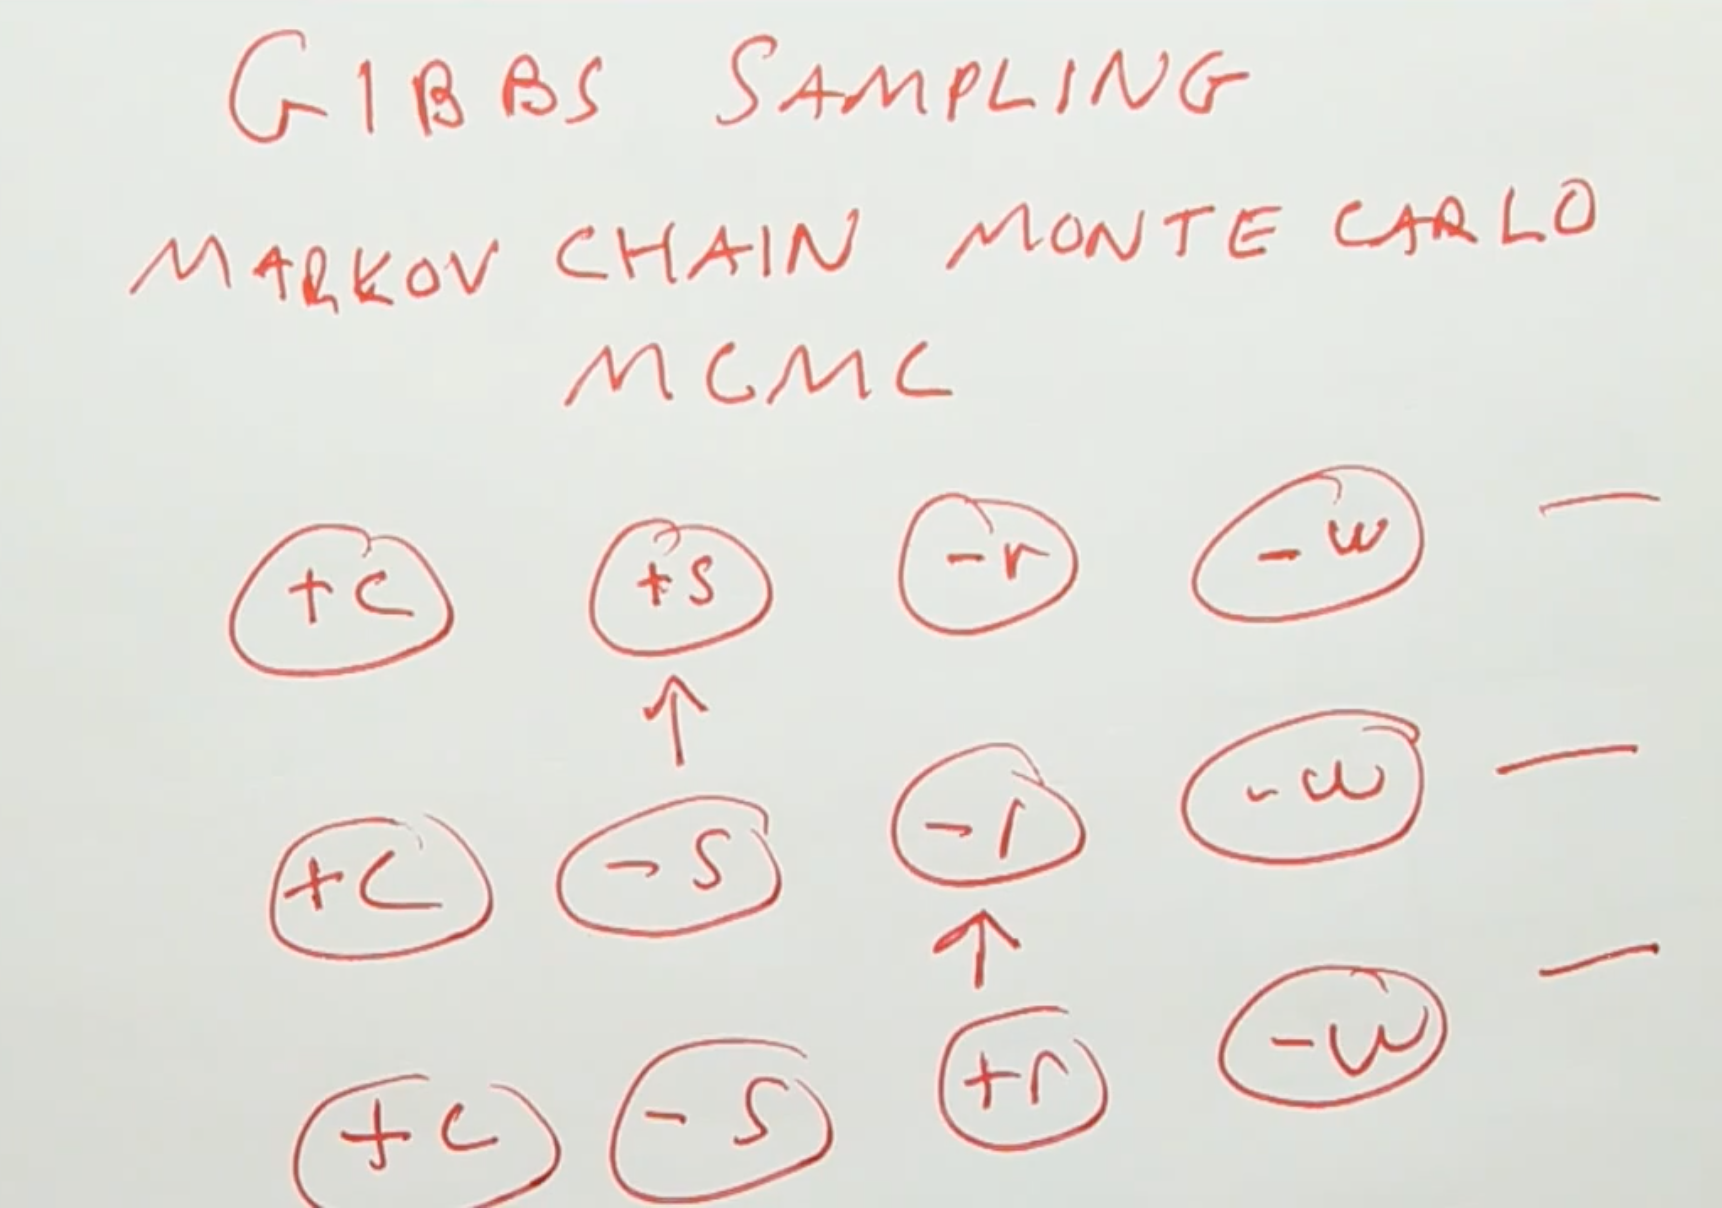 GIBBS SAMPLING
MARKOV CHAIN MONTE CARLO
MCMC
+c +s -r -w —
+c -s -r -w —
+c -s +r -w —